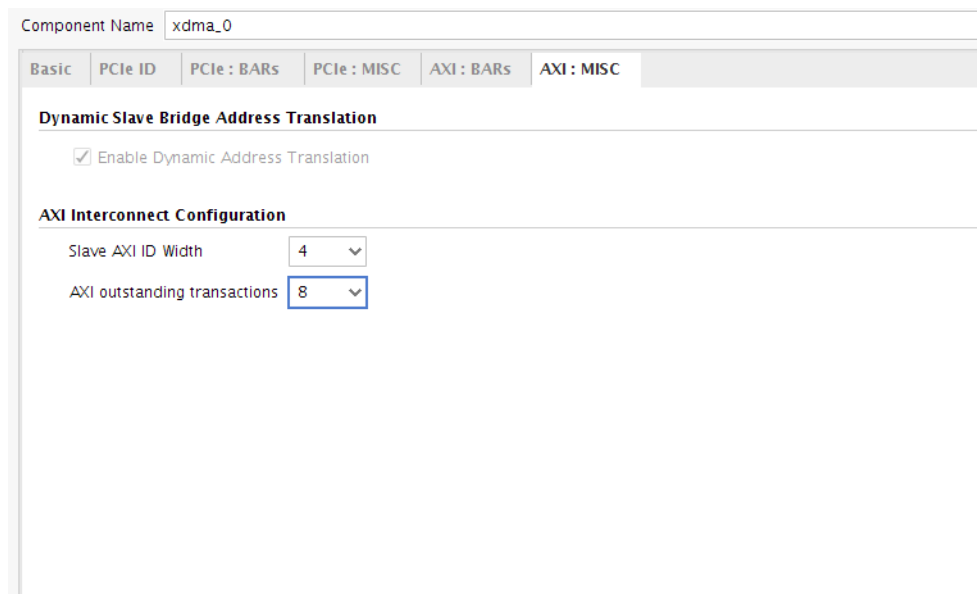 Component Name xdma_0
Basic PCIe ID PCIe : BARs PCIe : MISC AXI : BARs AXI : MISC
Dynamic Slave Bridge Address Translation
Enable Dynamic Address Translation
AXI Interconnect Configuration
Slave AXI ID Width 4
AXI outstanding transactions 8